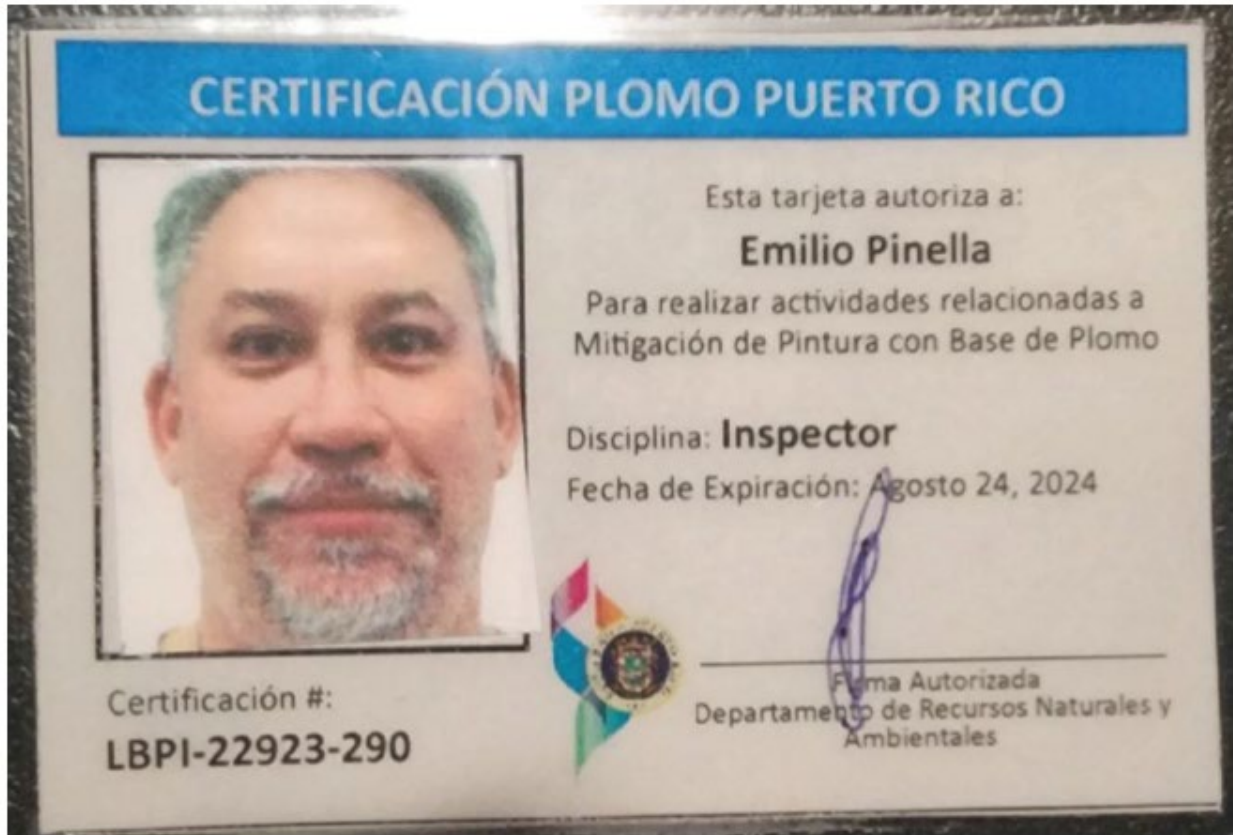 CERTIFICACIÓN PLOMO PUERTO RICO
Esta tarjeta autoriza a:
Emilio Pinella
Para realizar actividades relacionadas a
Mitigación de Pintura con Base de Plomo
Disciplina: Inspector
Fecha de Expiración: Agosto 24, 2024
Firma Autorizada
Departamento de Recursos Naturales y
Ambientales
Certificación #:
LBPI-22923-290